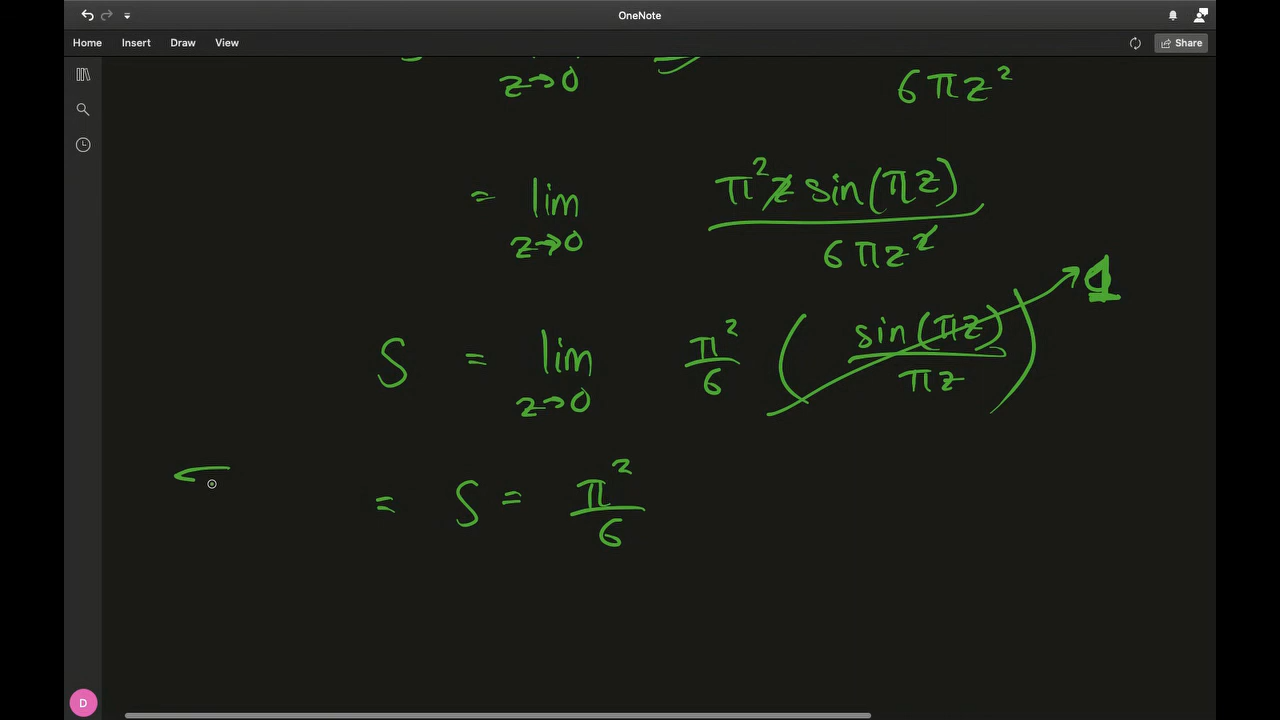 OneNote
Home Insert Draw View Share
z→0 6πz²
= lim π²z sin(πz)
z→0 6πz²
1
S = lim π²/6 (sin(πz)/πz)
z→0
= S = π²/6
D